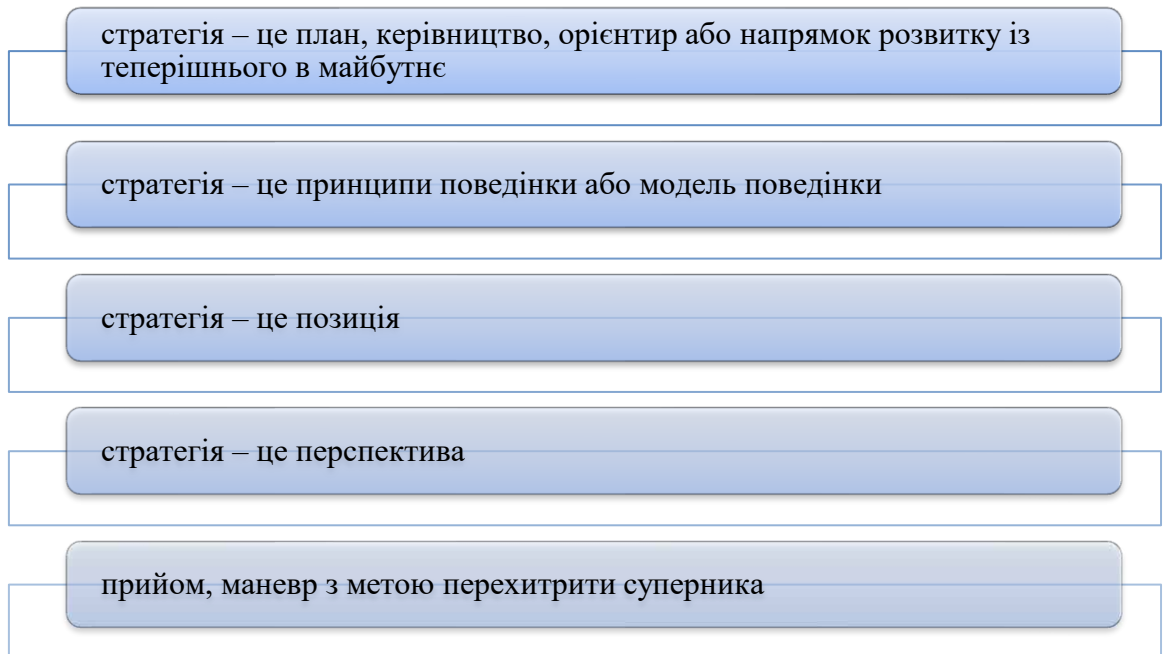 стратегія – це план, керівництво, орієнтир або напрямок розвитку із
теперішнього в майбутнє
стратегія – це принципи поведінки або модель поведінки
стратегія – це позиція
стратегія – це перспектива
прийом, маневр з метою перехитрити суперника